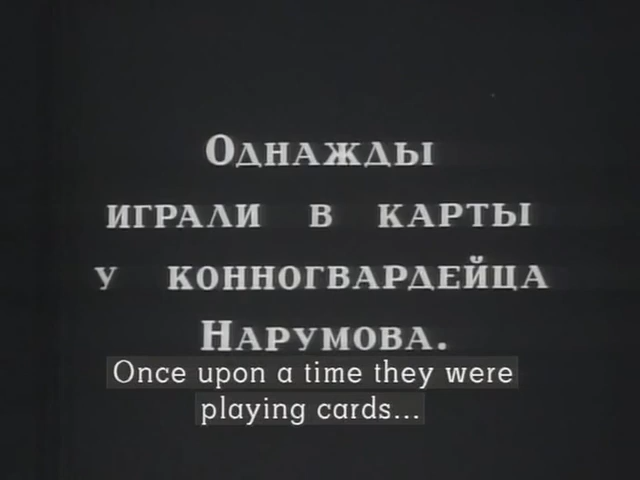 Однажды
играли в карты
у конногвардейца
Нарумова.
Once upon a time they were
playing cards...